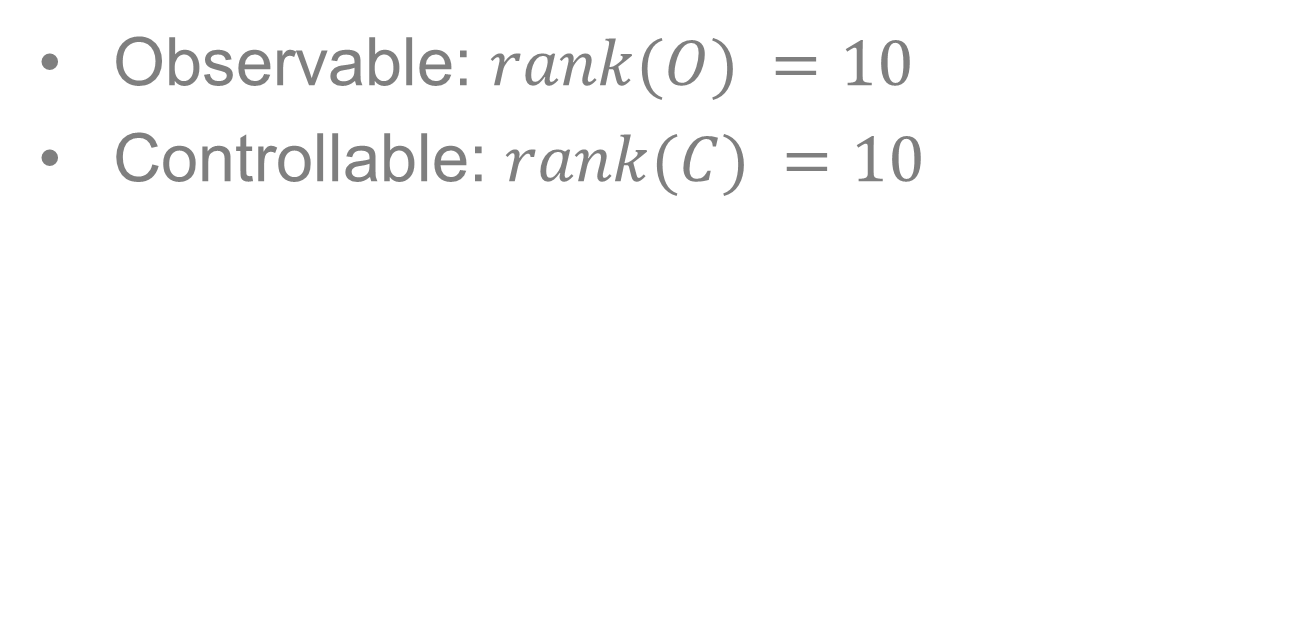 • Observable: rank(O) = 10
• Controllable: rank(C) = 10